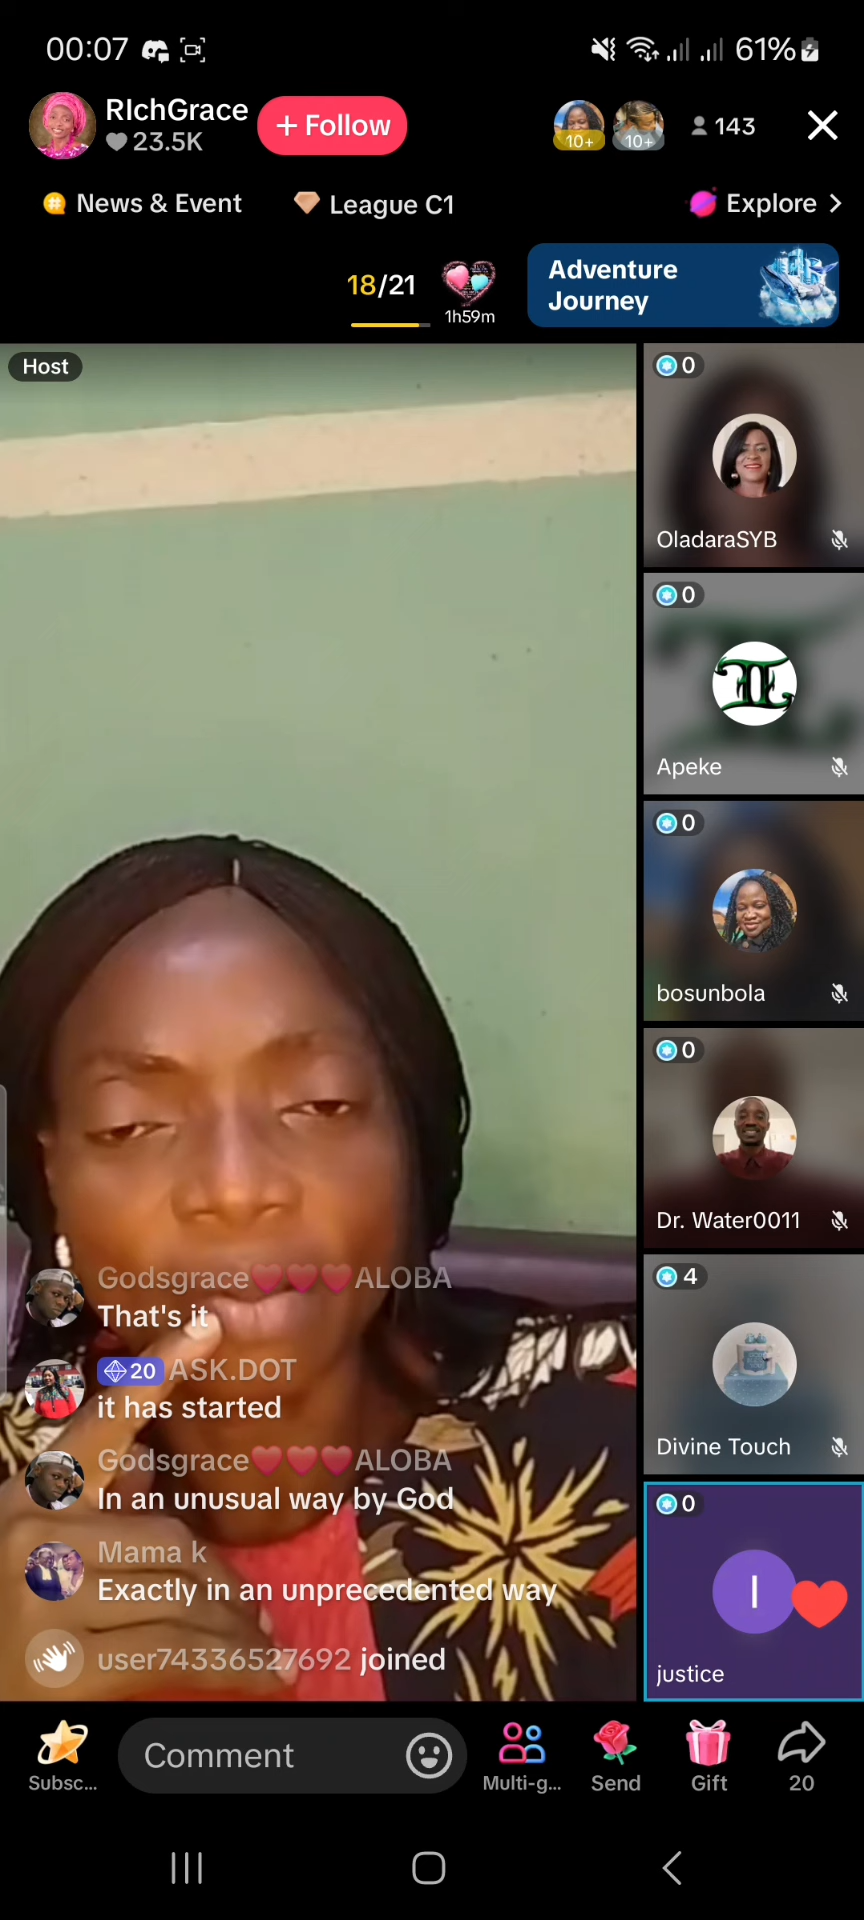 00:07
61%
RIchGrace
23.5K
+ Follow
10+
10+
143
News & Event
League C1
Explore >
18/21
1h59m
Adventure
Journey
Host
0
OladaraSYB
0
Apeke
0
bosunbola
0
Dr. Water0011
4
Divine Touch
0
I
justice
Godsgrace❤️❤️❤️ALOBA
That's it
20 ASK.DOT
it has started
Godsgrace❤️❤️❤️ALOBA
In an unusual way by God
Mama k
Exactly in an unprecedented way
user74336527692 joined
Subsc...
Comment
Multi-g...
Send
Gift
20